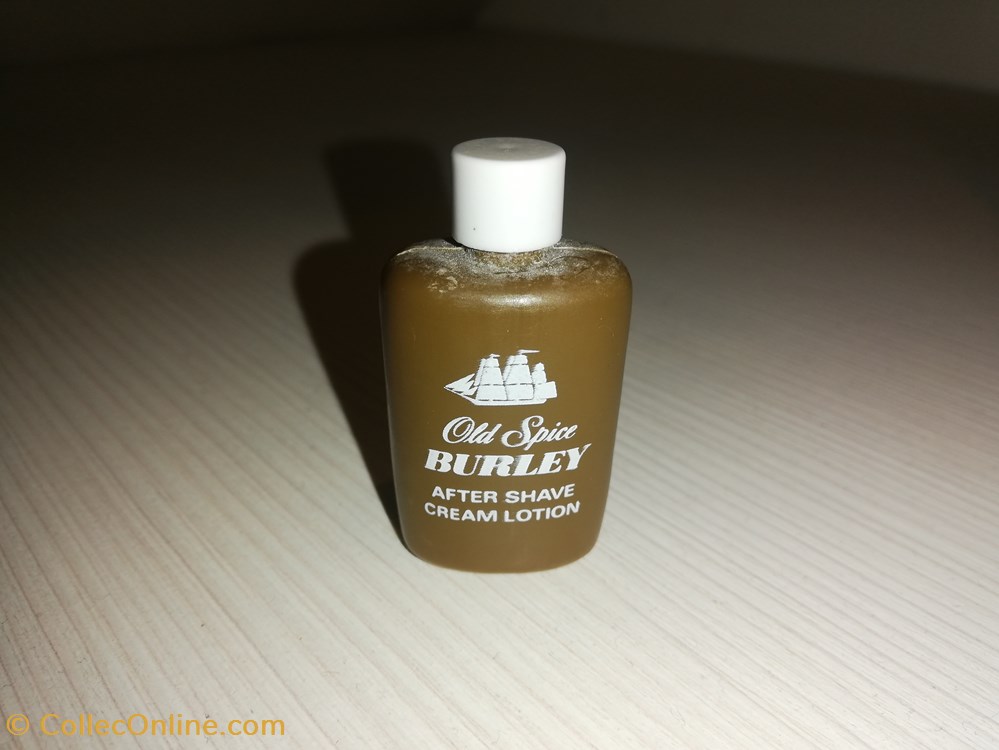 Old Spice
BURLEY
AFTER SHAVE
CREAM LOTION
© CollecOnline.com